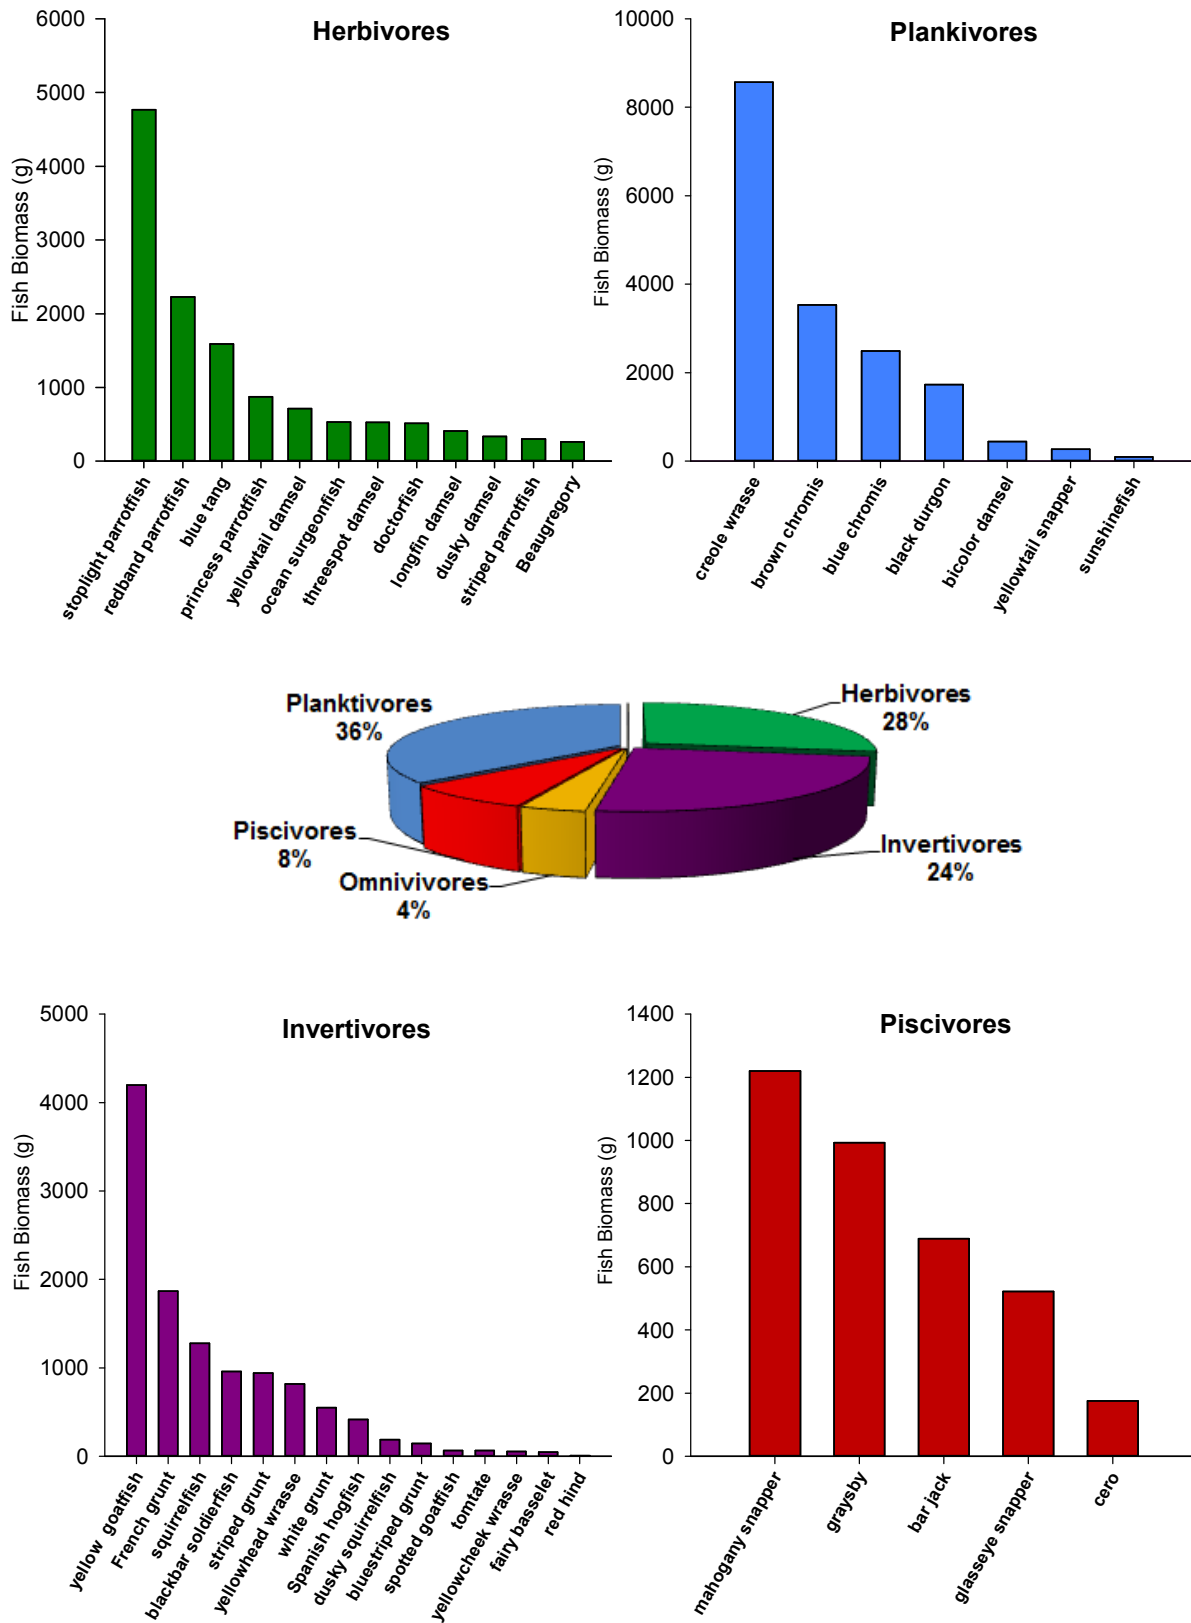 Herbivores
Fish Biomass (g)
6000
5000
4000
3000
2000
1000
0
stoplight parrotfish
redband parrotfish
blue tang
princess parrotfish
yellowtail damsel
ocean surgeonfish
threespot damsel
doctorfish
longfin damsel
dusky damsel
striped parrotfish
Beaugregory
Plankivores
Fish Biomass (g)
10000
8000
6000
4000
2000
0
creole wrasse
brown chromis
blue chromis
black durgon
bicolor damsel
yellowtail snapper
sunshinefish
Planktivores
36%
Herbivores
28%
Piscivores
8%
Omnivivores
4%
Invertivores
24%
Invertivores
Fish Biomass (g)
5000
4000
3000
2000
1000
0
yellow goatfish
French grunt
squirrelfish
blackbar soldierfish
striped grunt
yellowhead wrasse
white grunt
Spanish hogfish
dusky squirrelfish
bluestriped grunt
spotted goatfish
tomtate
yellowcheek wrasse
fairy basselet
red hind
Piscivores
Fish Biomass (g)
1400
1200
1000
800
600
400
200
0
mahogany snapper
graysby
bar jack
glasseye snapper
cero